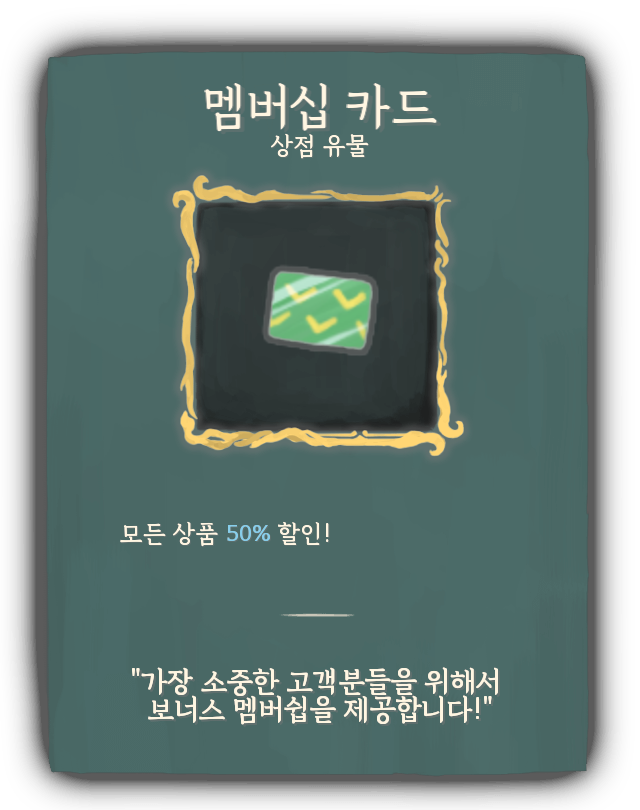 멤버십 카드
상점 유물
모든 상품 50% 할인!
"가장 소중한 고객분들을 위해서
보너스 멤버쉽을 제공합니다!"